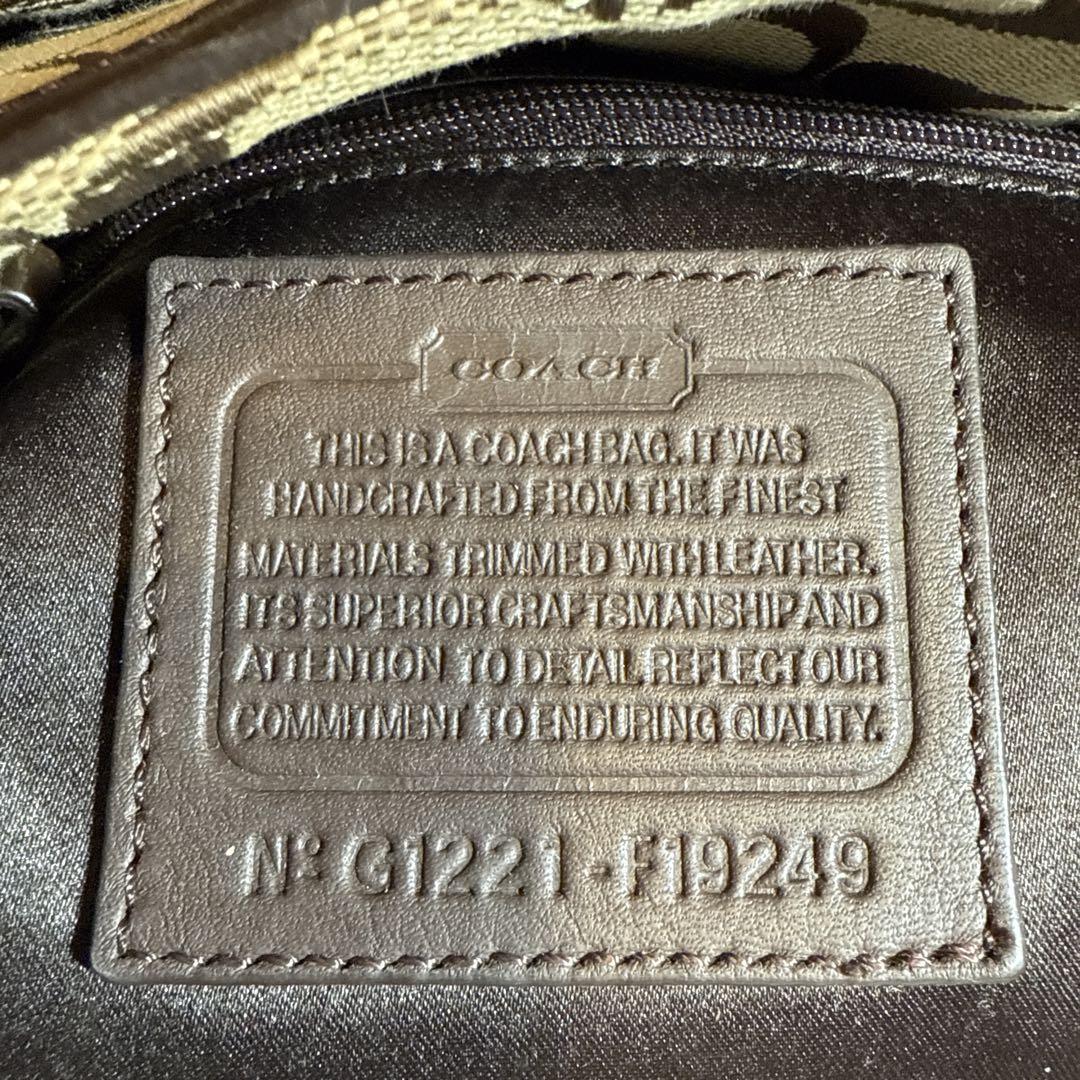 COACH
THIS IS A COACH BAG. IT WAS
HANDCRAFTED FROM THE FINEST
MATERIALS TRIMMED WITH LEATHER.
ITS SUPERIOR CRAFTSMANSHIP AND
ATTENTION TO DETAIL REFLECT OUR
COMMITMENT TO ENDURING QUALITY.
Nº G1221-F19249